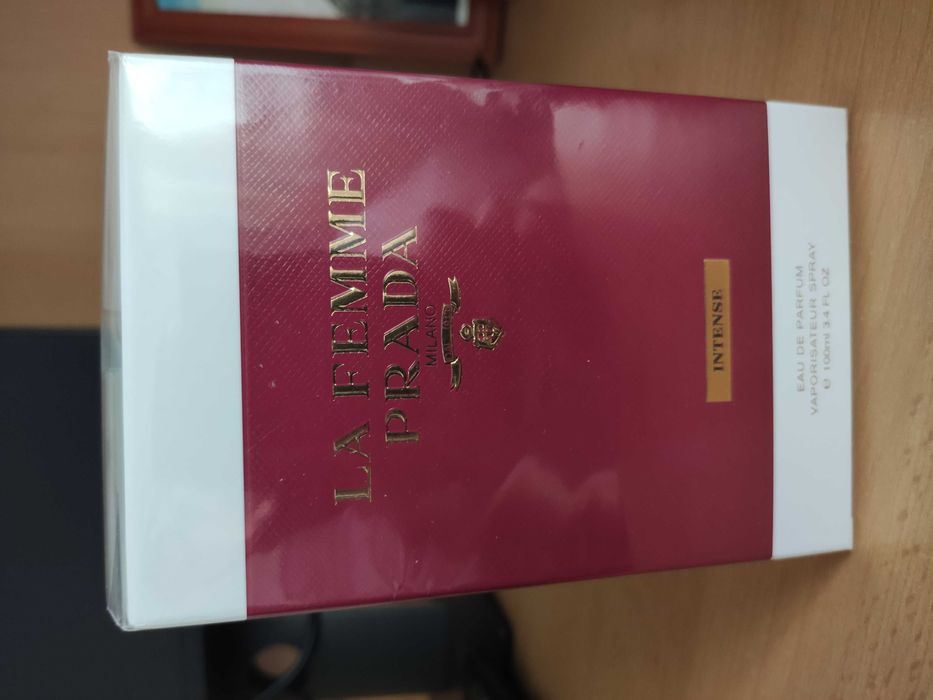 LA FEMME
PRADA
MILANO
INTENSE
EAU DE PARFUM
VAPORISATEUR SPRAY
e 100ml 3.4 FL OZ